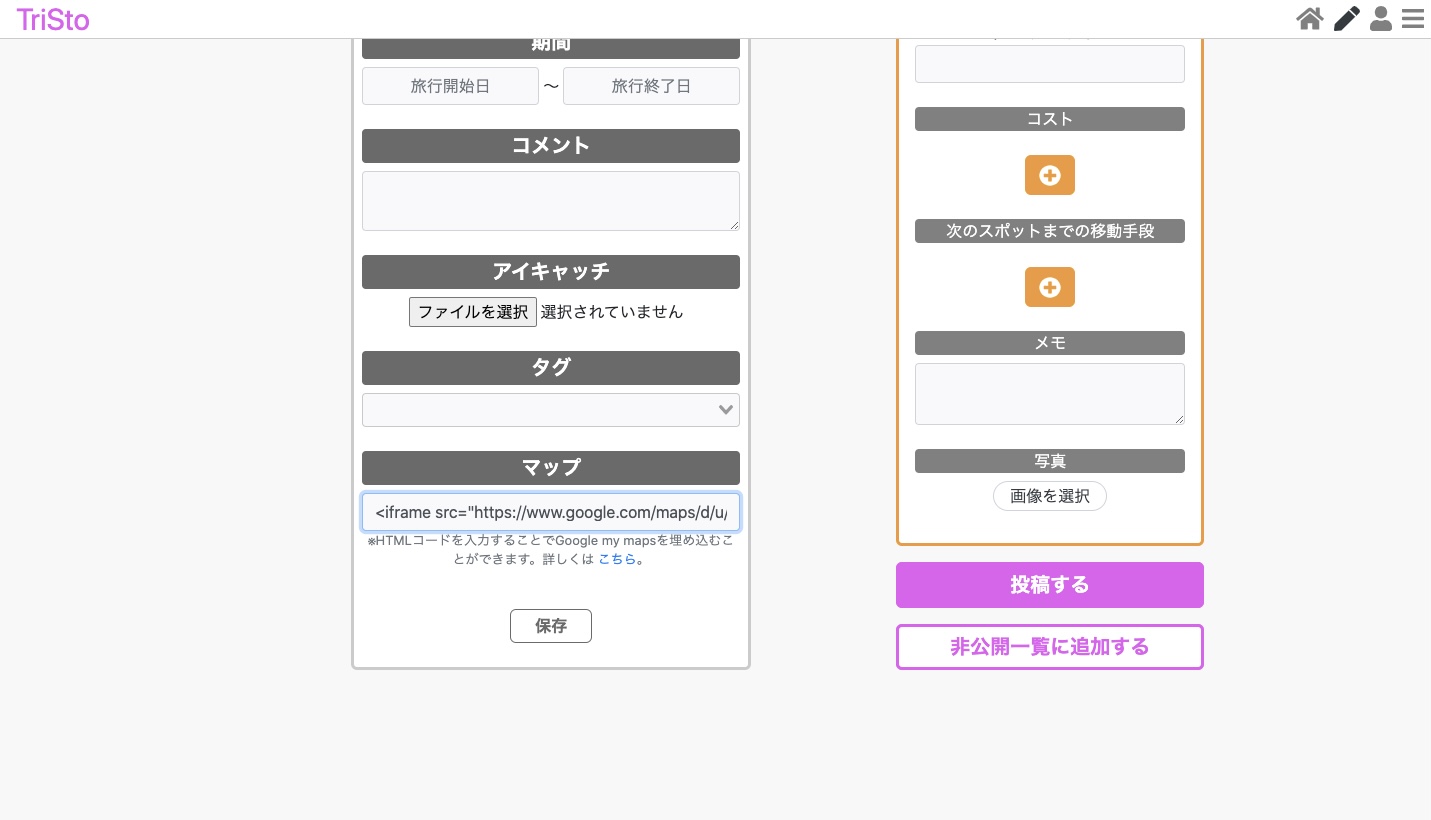 TriSto
期間
旅行開始日 〜 旅行終了日
コメント
アイキャッチ
ファイルを選択 選択されていません
タグ
マップ
<iframe src="https://www.google.com/maps/d/u/
※HTMLコードを入力することでGoogle my mapsを埋め込むこ
とができます。詳しくは こちら。
保存
コスト
次のスポットまでの移動手段
メモ
写真
画像を選択
投稿する
非公開一覧に追加する